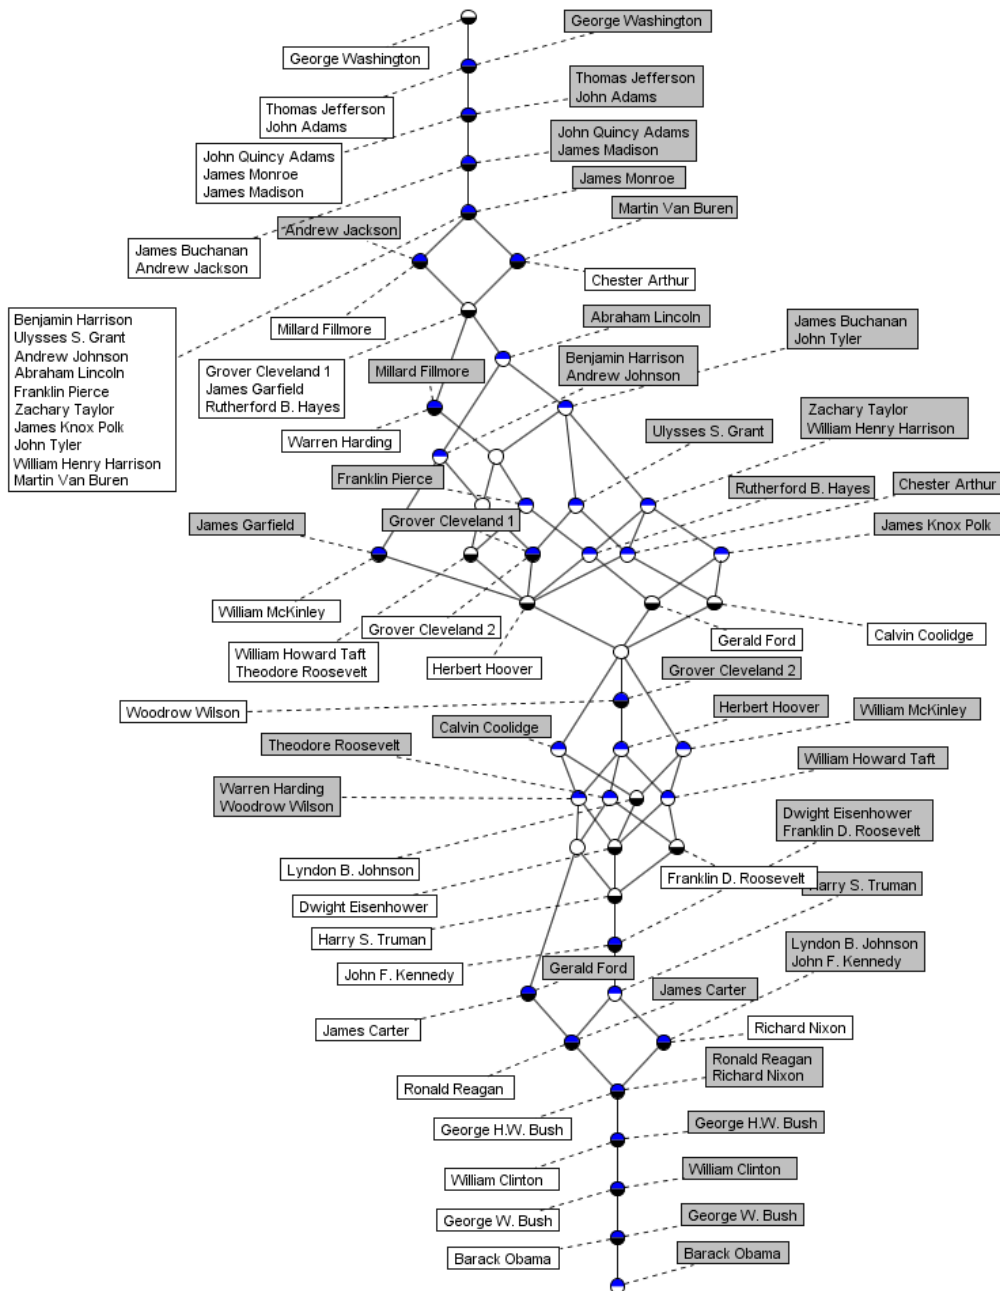 George Washington
George Washington
Thomas Jefferson
John Adams
Thomas Jefferson
John Adams
John Quincy Adams
James Madison
John Quincy Adams
James Monroe
James Madison
James Monroe
Martin Van Buren
Andrew Jackson
James Buchanan
Andrew Jackson
Chester Arthur
Benjamin Harrison
Ulysses S. Grant
Andrew Johnson
Abraham Lincoln
Franklin Pierce
Zachary Taylor
James Knox Polk
John Tyler
William Henry Harrison
Martin Van Buren
Millard Fillmore
Abraham Lincoln
James Buchanan
John Tyler
Grover Cleveland 1
James Garfield
Rutherford B. Hayes
Millard Fillmore
Benjamin Harrison
Andrew Johnson
Zachary Taylor
William Henry Harrison
Warren Harding
Ulysses S. Grant
Franklin Pierce
Rutherford B. Hayes
Chester Arthur
James Garfield
Grover Cleveland 1
James Knox Polk
William McKinley
Grover Cleveland 2
Gerald Ford
Calvin Coolidge
William Howard Taft
Theodore Roosevelt
Herbert Hoover
Grover Cleveland 2
Woodrow Wilson
Herbert Hoover
William McKinley
Calvin Coolidge
Theodore Roosevelt
William Howard Taft
Warren Harding
Woodrow Wilson
Dwight Eisenhower
Franklin D. Roosevelt
Lyndon B. Johnson
Franklin D. Roosevelt
Harry S. Truman
Dwight Eisenhower
Harry S. Truman
Lyndon B. Johnson
John F. Kennedy
John F. Kennedy
Gerald Ford
James Carter
James Carter
Richard Nixon
Ronald Reagan
Richard Nixon
Ronald Reagan
George H.W. Bush
George H.W. Bush
William Clinton
William Clinton
George W. Bush
George W. Bush
Barack Obama
Barack Obama